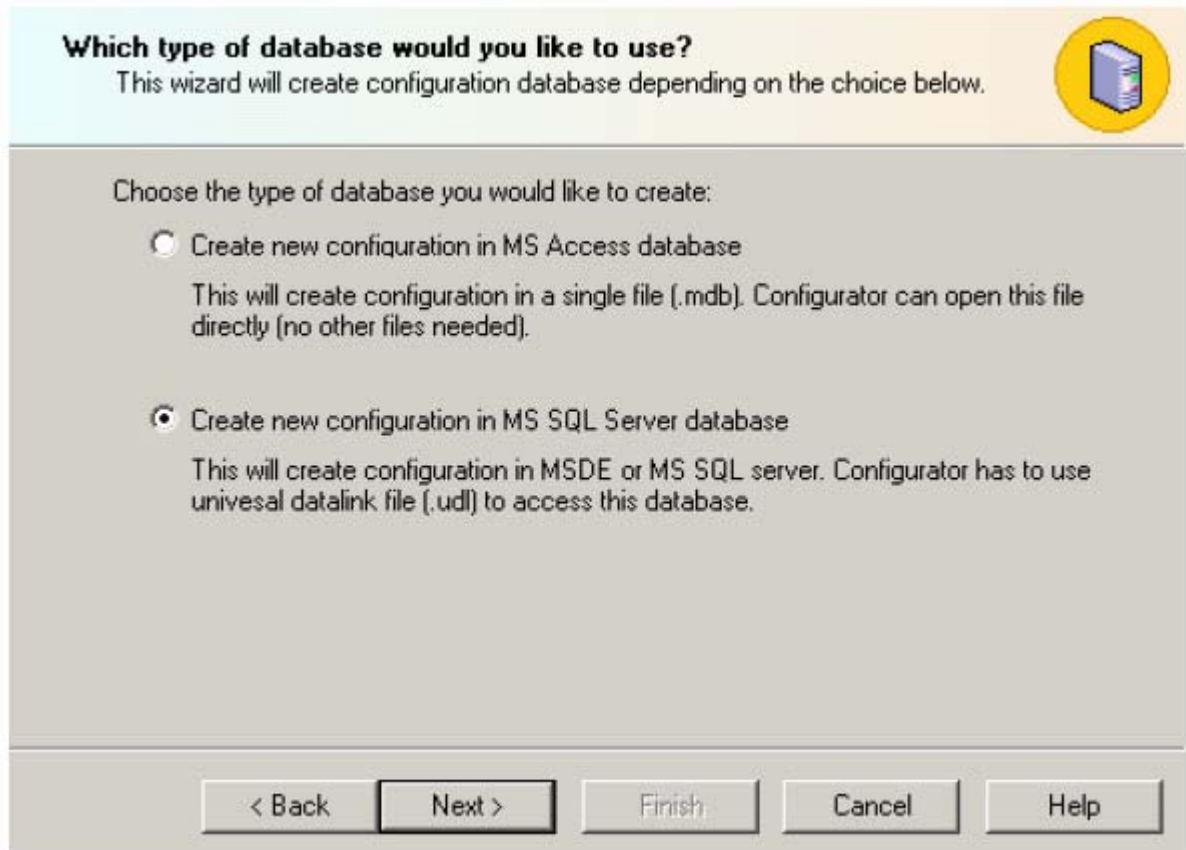 Which type of database would you like to use?
This wizard will create configuration database depending on the choice below.
Choose the type of database you would like to create:
Create new configuration in MS Access database
This will create configuration in a single file (.mdb). Configurator can open this file
directly (no other files needed).
Create new configuration in MS SQL Server database
This will create configuration in MSDE or MS SQL server. Configurator has to use
univesal datalink file (.udl) to access this database.
< Back
Next >
Finish
Cancel
Help